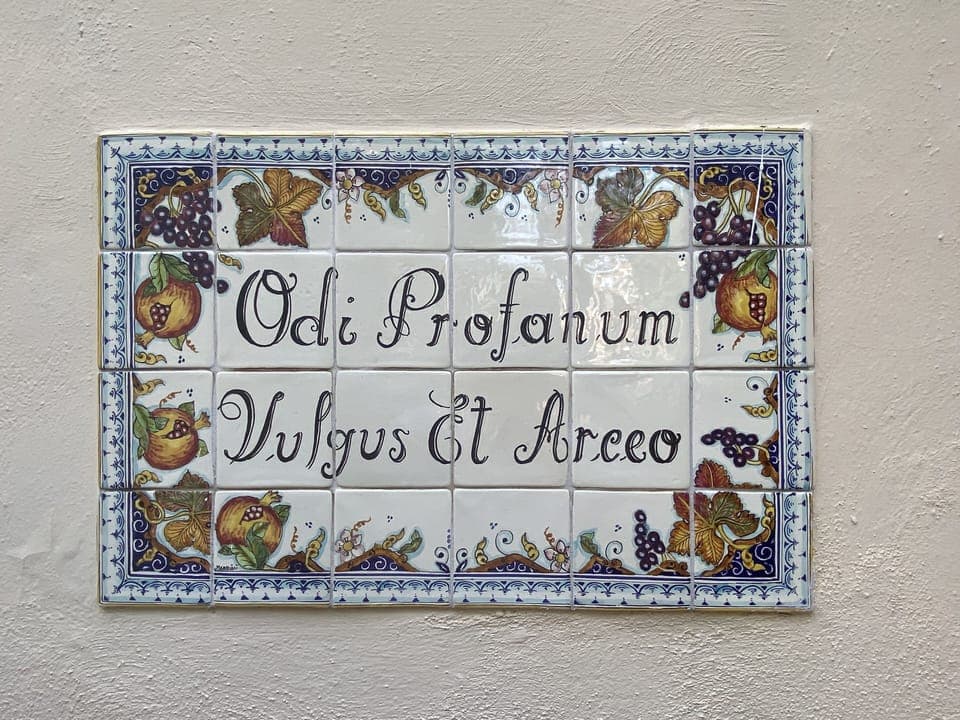 Odi Profanum
Vulgus Et Arceo